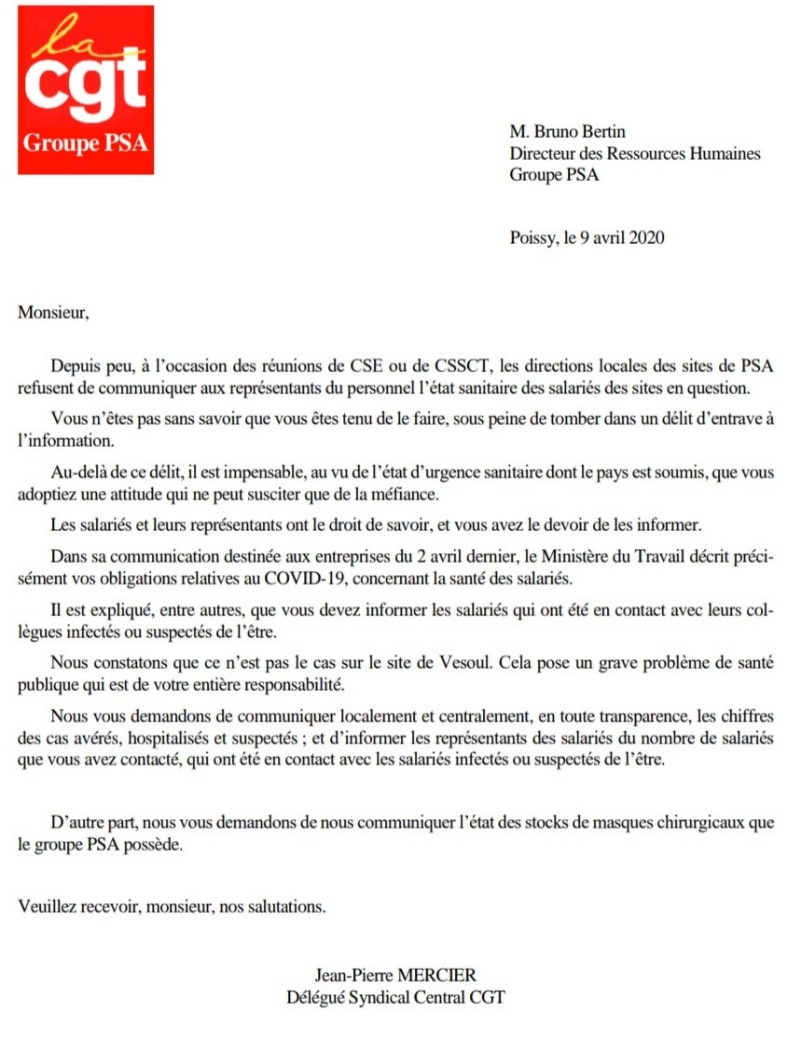 la
cgt
Groupe PSA
M. Bruno Bertin
Directeur des Ressources Humaines
Groupe PSA
Poissy, le 9 avril 2020
Monsieur,
Depuis peu, à l’occasion des réunions de CSE ou de CSSCT, les directions locales des sites de PSA
refusent de communiquer aux représentants du personnel l’état sanitaire des salariés des sites en question.
Vous n’êtes pas sans savoir que vous êtes tenu de le faire, sous peine de tomber dans un délit d’entrave à
l’information.
Au-delà de ce délit, il est impensable, au vu de l’état d’urgence sanitaire dont le pays est soumis, que vous
adoptiez une attitude qui ne peut susciter que de la méfiance.
Les salariés et leurs représentants ont le droit de savoir, et vous avez le devoir de les informer.
Dans sa communication destinée aux entreprises du 2 avril dernier, le Ministère du Travail décrit préci-
sément vos obligations relatives au COVID-19, concernant la santé des salariés.
Il est expliqué, entre autres, que vous devez informer les salariés qui ont été en contact avec leurs col-
lègues infectés ou suspectés de l’être.
Nous constatons que ce n’est pas le cas sur le site de Vesoul. Cela pose un grave problème de santé
publique qui est de votre entière responsabilité.
Nous vous demandons de communiquer localement et centralement, en toute transparence, les chiffres
des cas avérés, hospitalisés et suspectés ; et d’informer les représentants des salariés du nombre de salariés
que vous avez contacté, qui ont été en contact avec les salariés infectés ou suspectés de l’être.
D’autre part, nous vous demandons de nous communiquer l’état des stocks de masques chirurgicaux que
le groupe PSA possède.
Veuillez recevoir, monsieur, nos salutations.
Jean-Pierre MERCIER
Délégué Syndical Central CGT